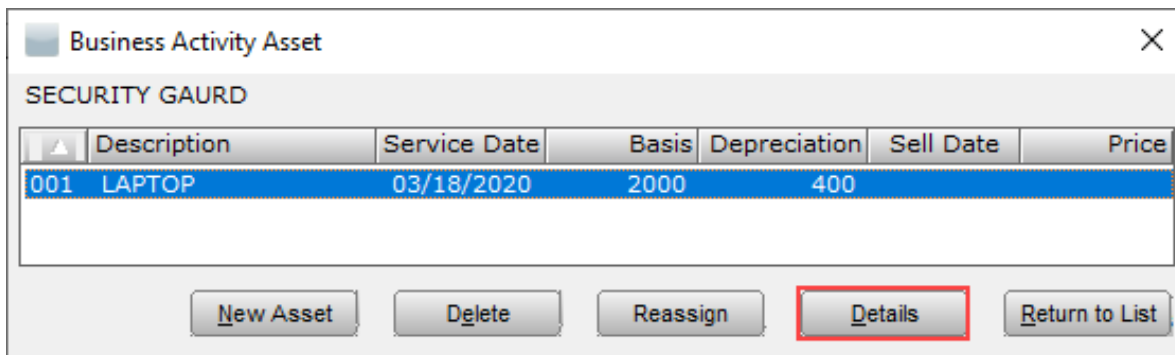 Business Activity Asset
SECURITY GAURD
Description Service Date Basis Depreciation Sell Date Price
001 LAPTOP 03/18/2020 2000 400
New Asset Delete Reassign Details Return to List